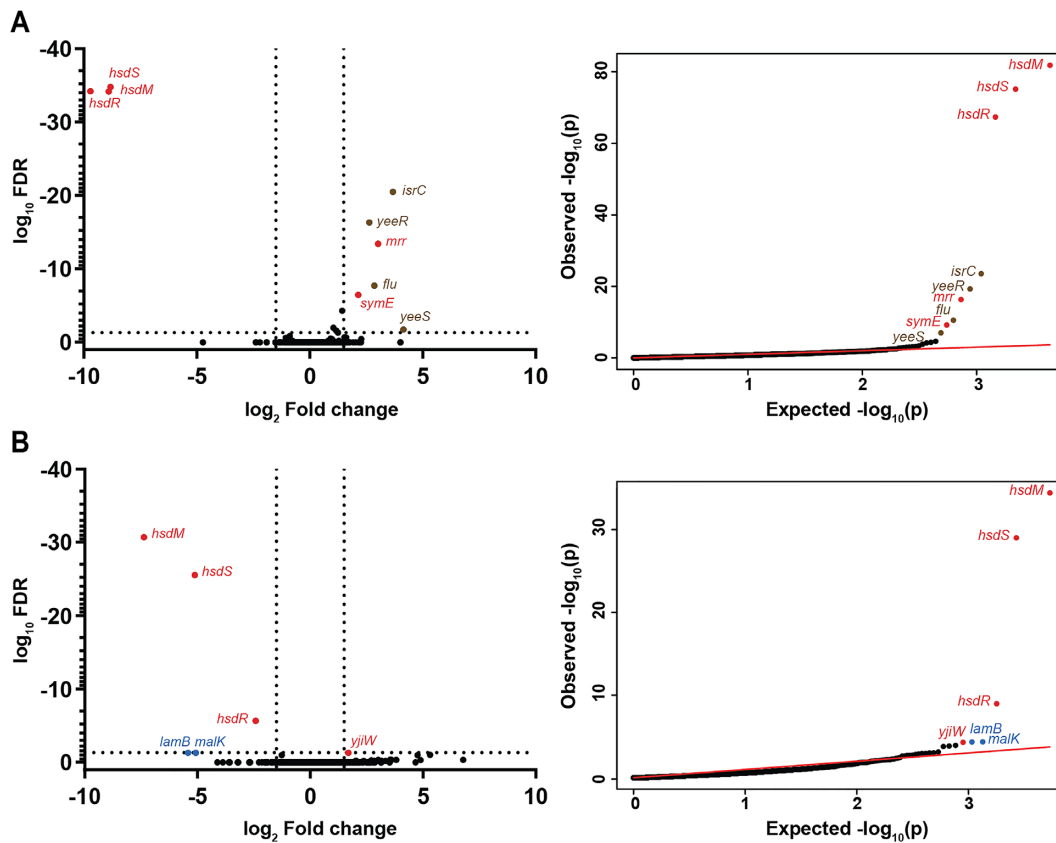 A
-40
-30
-20
-10
0
log10 FDR
-10
-5
0
5
10
log2 Fold change
hsdS
hsdM
hsdR
isrC
yeeR
mrr
flu
symE
yeeS
80
60
40
20
0
Observed -log10(p)
0
1
2
3
Expected -log10(p)
hsdM
hsdS
hsdR
isrC
yeeR
mrr
flu
symE
yeeS
B
-40
-30
-20
-10
0
log10 FDR
-10
-5
0
5
10
log2 Fold change
hsdM
hsdS
hsdR
lamB malK
yjiW
30
20
10
0
Observed -log10(p)
0
1
2
3
Expected -log10(p)
hsdM
hsdS
hsdR
yjiW lamB
malK